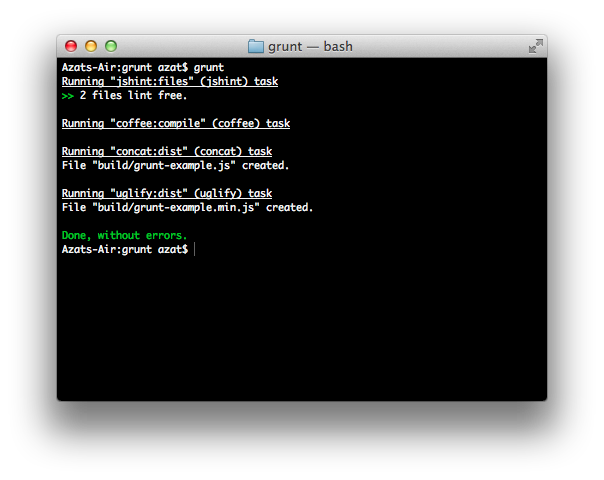 grunt — bash
Azats-Air:grunt azat$ grunt
Running "jshint:files" (jshint) task
>> 2 files lint free.
Running "coffee:compile" (coffee) task
Running "concat:dist" (concat) task
File "build/grunt-example.js" created.
Running "uglify:dist" (uglify) task
File "build/grunt-example.min.js" created.
Done, without errors.
Azats-Air:grunt azat$